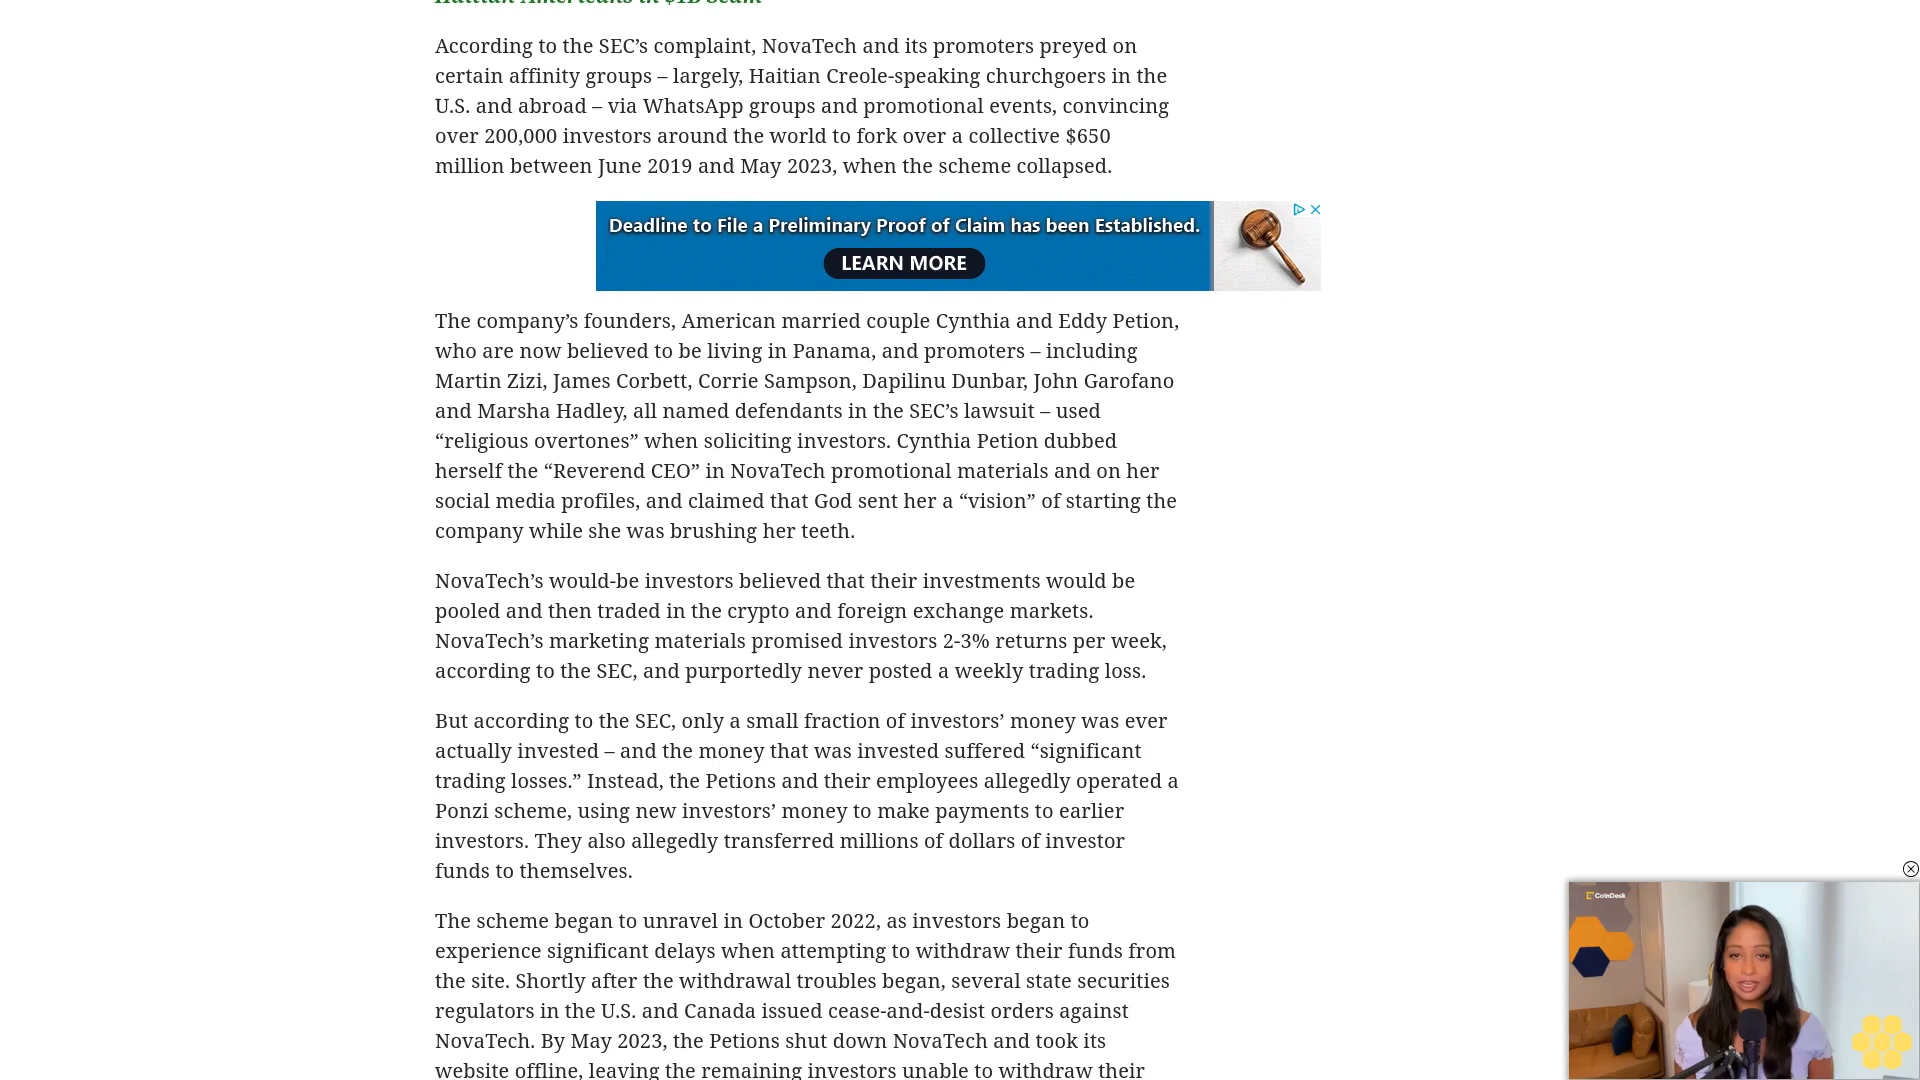 According to the SEC’s complaint, NovaTech and its promoters preyed on
certain affinity groups – largely, Haitian Creole-speaking churchgoers in the
U.S. and abroad – via WhatsApp groups and promotional events, convincing
over 200,000 investors around the world to fork over a collective $650
million between June 2019 and May 2023, when the scheme collapsed.
Deadline to File a Preliminary Proof of Claim has been Established.
LEARN MORE
The company’s founders, American married couple Cynthia and Eddy Petion,
who are now believed to be living in Panama, and promoters – including
Martin Zizi, James Corbett, Corrie Sampson, Dapilinu Dunbar, John Garofano
and Marsha Hadley, all named defendants in the SEC’s lawsuit – used
“religious overtones” when soliciting investors. Cynthia Petion dubbed
herself the “Reverend CEO” in NovaTech promotional materials and on her
social media profiles, and claimed that God sent her a “vision” of starting the
company while she was brushing her teeth.
NovaTech’s would-be investors believed that their investments would be
pooled and then traded in the crypto and foreign exchange markets.
NovaTech’s marketing materials promised investors 2-3% returns per week,
according to the SEC, and purportedly never posted a weekly trading loss.
But according to the SEC, only a small fraction of investors’ money was ever
actually invested – and the money that was invested suffered “significant
trading losses.” Instead, the Petions and their employees allegedly operated a
Ponzi scheme, using new investors’ money to make payments to earlier
investors. They also allegedly transferred millions of dollars of investor
funds to themselves.
The scheme began to unravel in October 2022, as investors began to
experience significant delays when attempting to withdraw their funds from
the site. Shortly after the withdrawal troubles began, several state securities
regulators in the U.S. and Canada issued cease-and-desist orders against
NovaTech. By May 2023, the Petions shut down NovaTech and took its
website offline, leaving the remaining investors unable to withdraw their
CoinDesk